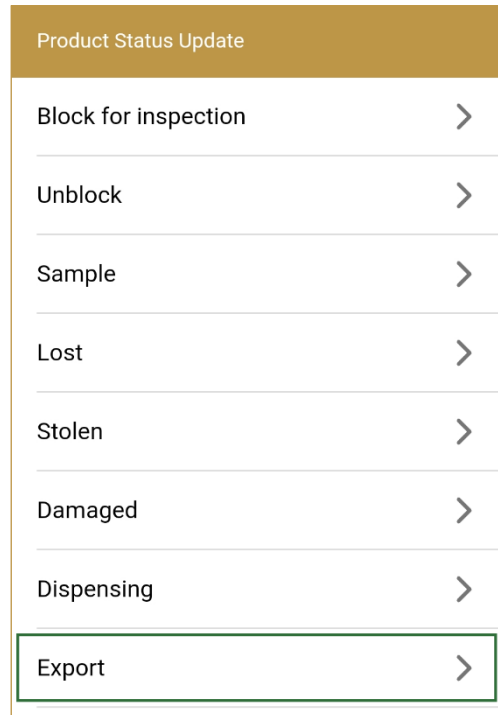 Product Status Update
Block for inspection
Unblock
Sample
Lost
Stolen
Damaged
Dispensing
Export